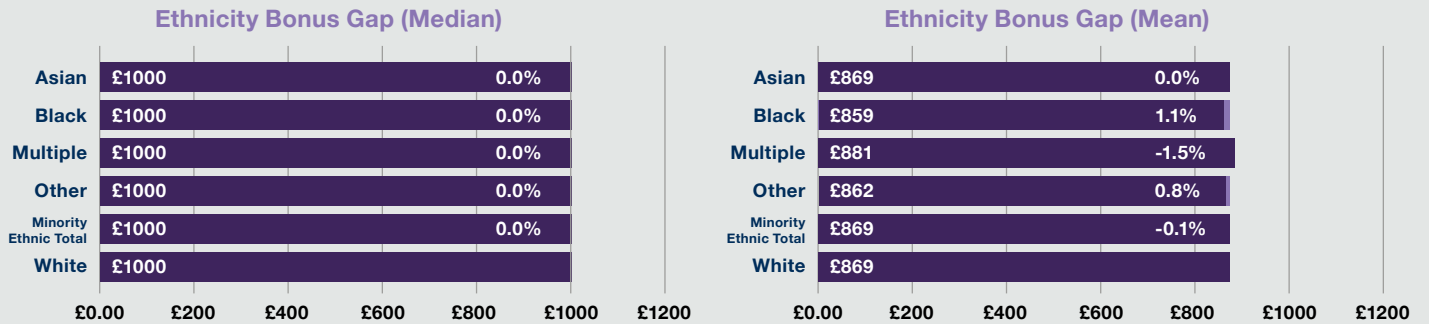 Ethnicity Bonus Gap (Median)
Asian £1000 0.0%
Black £1000 0.0%
Multiple £1000 0.0%
Other £1000 0.0%
Minority
Ethnic Total £1000 0.0%
White £1000
£0.00 £200 £400 £600 £800 £1000 £1200
Ethnicity Bonus Gap (Mean)
Asian £869 0.0%
Black £859 1.1%
Multiple £881 -1.5%
Other £862 0.8%
Minority
Ethnic Total £869 -0.1%
White £869
£0.00 £200 £400 £600 £800 £1000 £1200